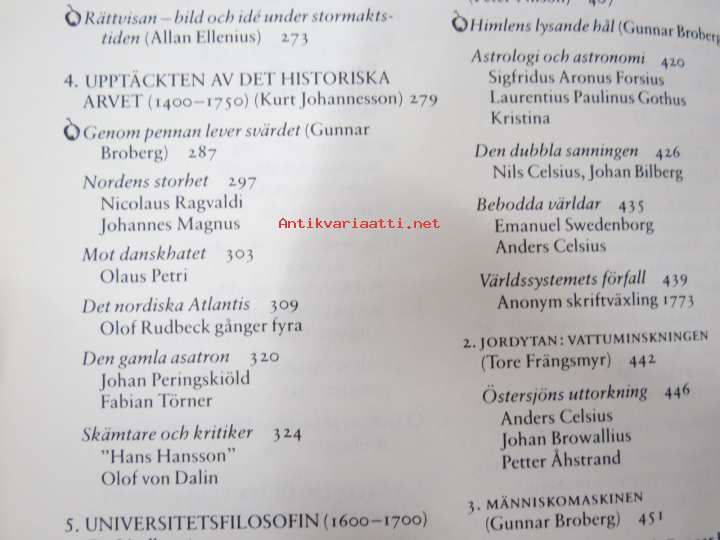 Rättvisan – bild och idé under stormakts-
tiden (Allan Ellenius) 273
4. UPPTÄCKTEN AV DET HISTORISKA
ARVET (1400–1750) (Kurt Johannesson) 279
Genom pennan lever svärdet (Gunnar
Broberg) 287
Nordens storhet 297
Nicolaus Ragvaldi
Johannes Magnus
Mot danskhatet 303
Olaus Petri
Det nordiska Atlantis 309
Olof Rudbeck gånger fyra
Den gamla asatron 320
Johan Peringskiöld
Fabian Törner
Skämtare och kritiker 324
"Hans Hansson"
Olof von Dalin
5. UNIVERSITETSFILOSOFIN (1600–1700)
Himlens lysande hål (Gunnar Broberg
Astrologi och astronomi 420
Sigfridus Aronus Forsius
Laurentius Paulinus Gothus
Kristina
Den dubbla sanningen 426
Nils Celsius, Johan Bilberg
Bebodda världar 435
Emanuel Swedenborg
Anders Celsius
Världssystemets förfall 439
Anonym skriftväxling 1773
2. JORDYTAN: VATTUMINSKNINGEN
(Tore Frängsmyr) 442
Östersjöns uttorkning 446
Anders Celsius
Johan Browallius
Petter Åhstrand
3. MÄNNISKOMASKINEN
(Gunnar Broberg) 451
Antikvariaatti.net